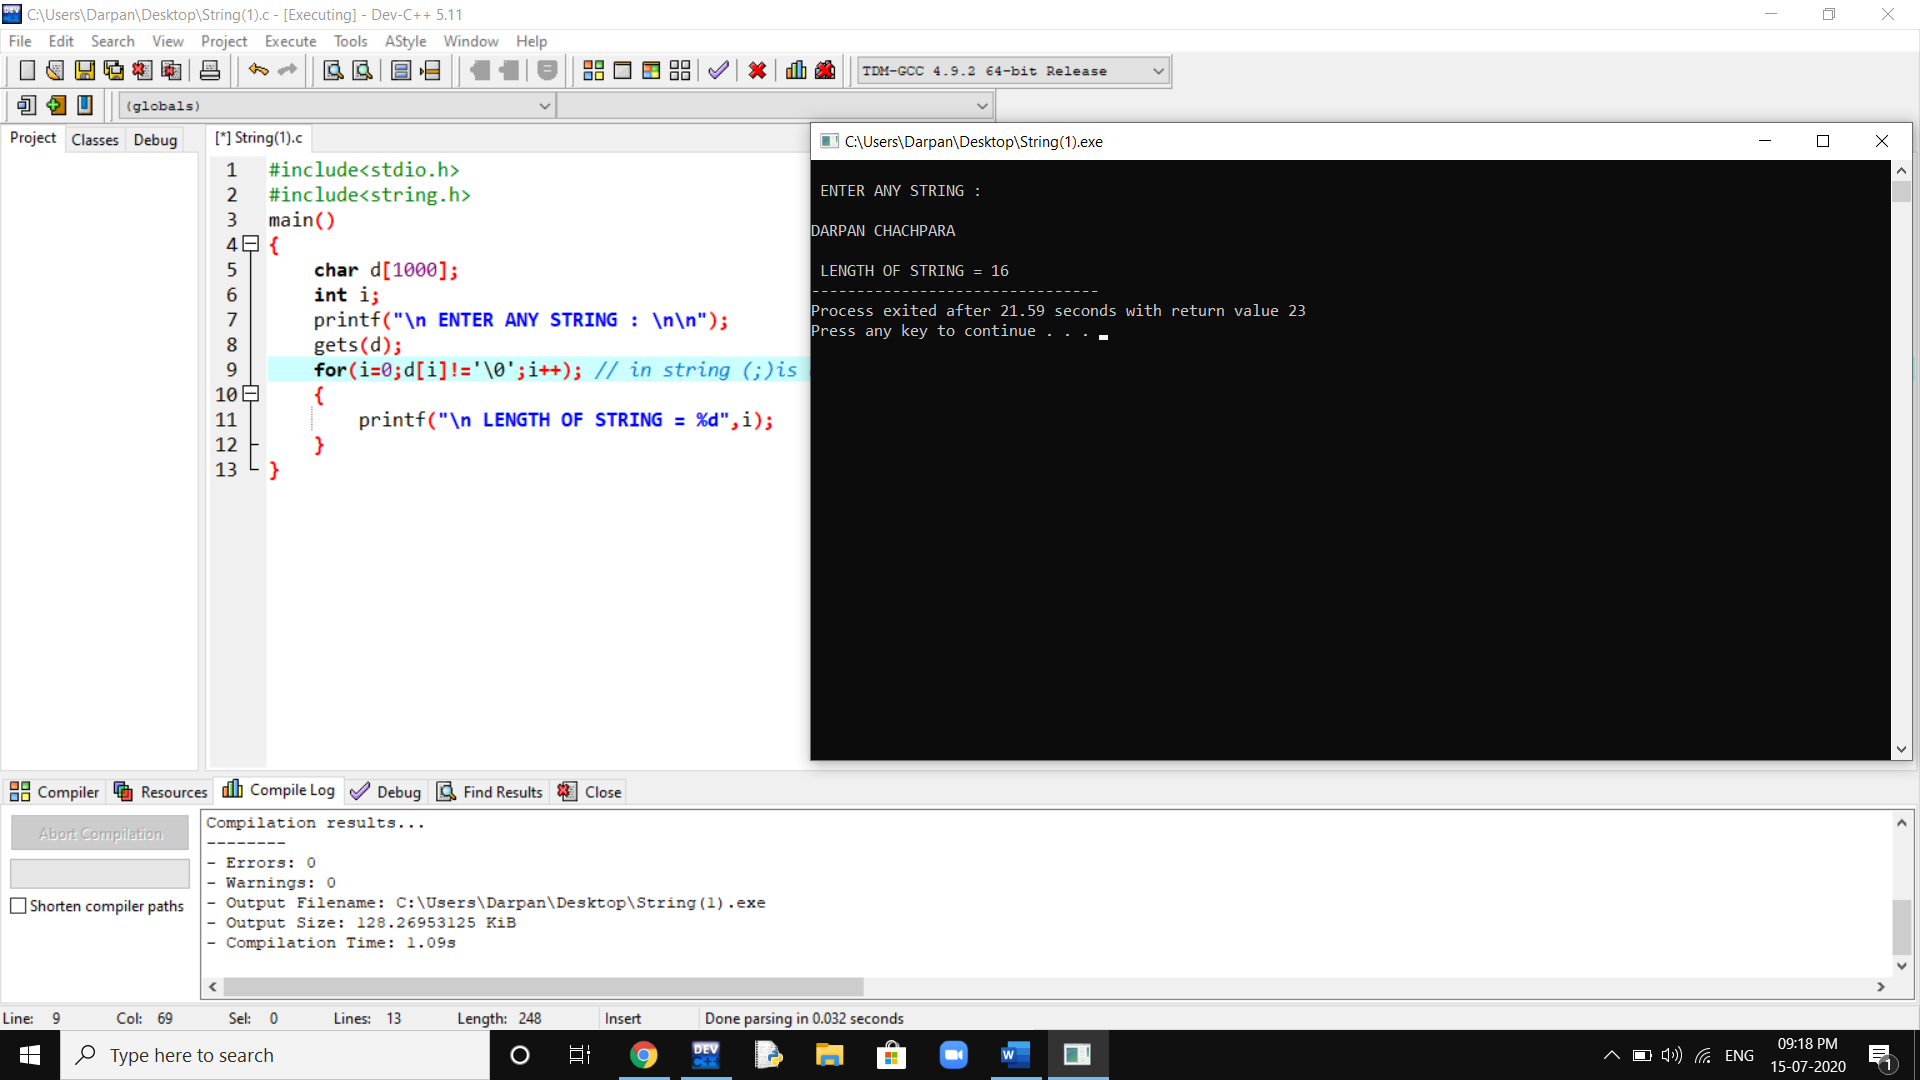 C:\Users\Darpan\Desktop\String(1).c - [Executing] - Dev-C++ 5.11
File Edit Search View Project Execute Tools AStyle Window Help
TDM-GCC 4.9.2 64-bit Release
(globals)
Project Classes Debug
[*] String(1).c
1 #include<stdio.h>
2 #include<string.h>
3 main()
4 {
5 char d[1000];
6 int i;
7 printf("\n ENTER ANY STRING : \n\n");
8 gets(d);
9 for(i=0;d[i]!='\0';i++); // in string (;)is
10 {
11 printf("\n LENGTH OF STRING = %d",i);
12 }
13 }
C:\Users\Darpan\Desktop\String(1).exe
ENTER ANY STRING :
DARPAN CHACHPARA
LENGTH OF STRING = 16
--------------------------------
Process exited after 21.59 seconds with return value 23
Press any key to continue . . .
Compiler Resources Compile Log Debug Find Results Close
Abort Compilation
Shorten compiler paths
Compilation results...
--------
- Errors: 0
- Warnings: 0
- Output Filename: C:\Users\Darpan\Desktop\String(1).exe
- Output Size: 128.26953125 KiB
- Compilation Time: 1.09s
Line: 9 Col: 69 Sel: 0 Lines: 13 Length: 248 Insert Done parsing in 0.032 seconds
Type here to search
DEV
C++
W
ENG
09:18 PM
15-07-2020
1